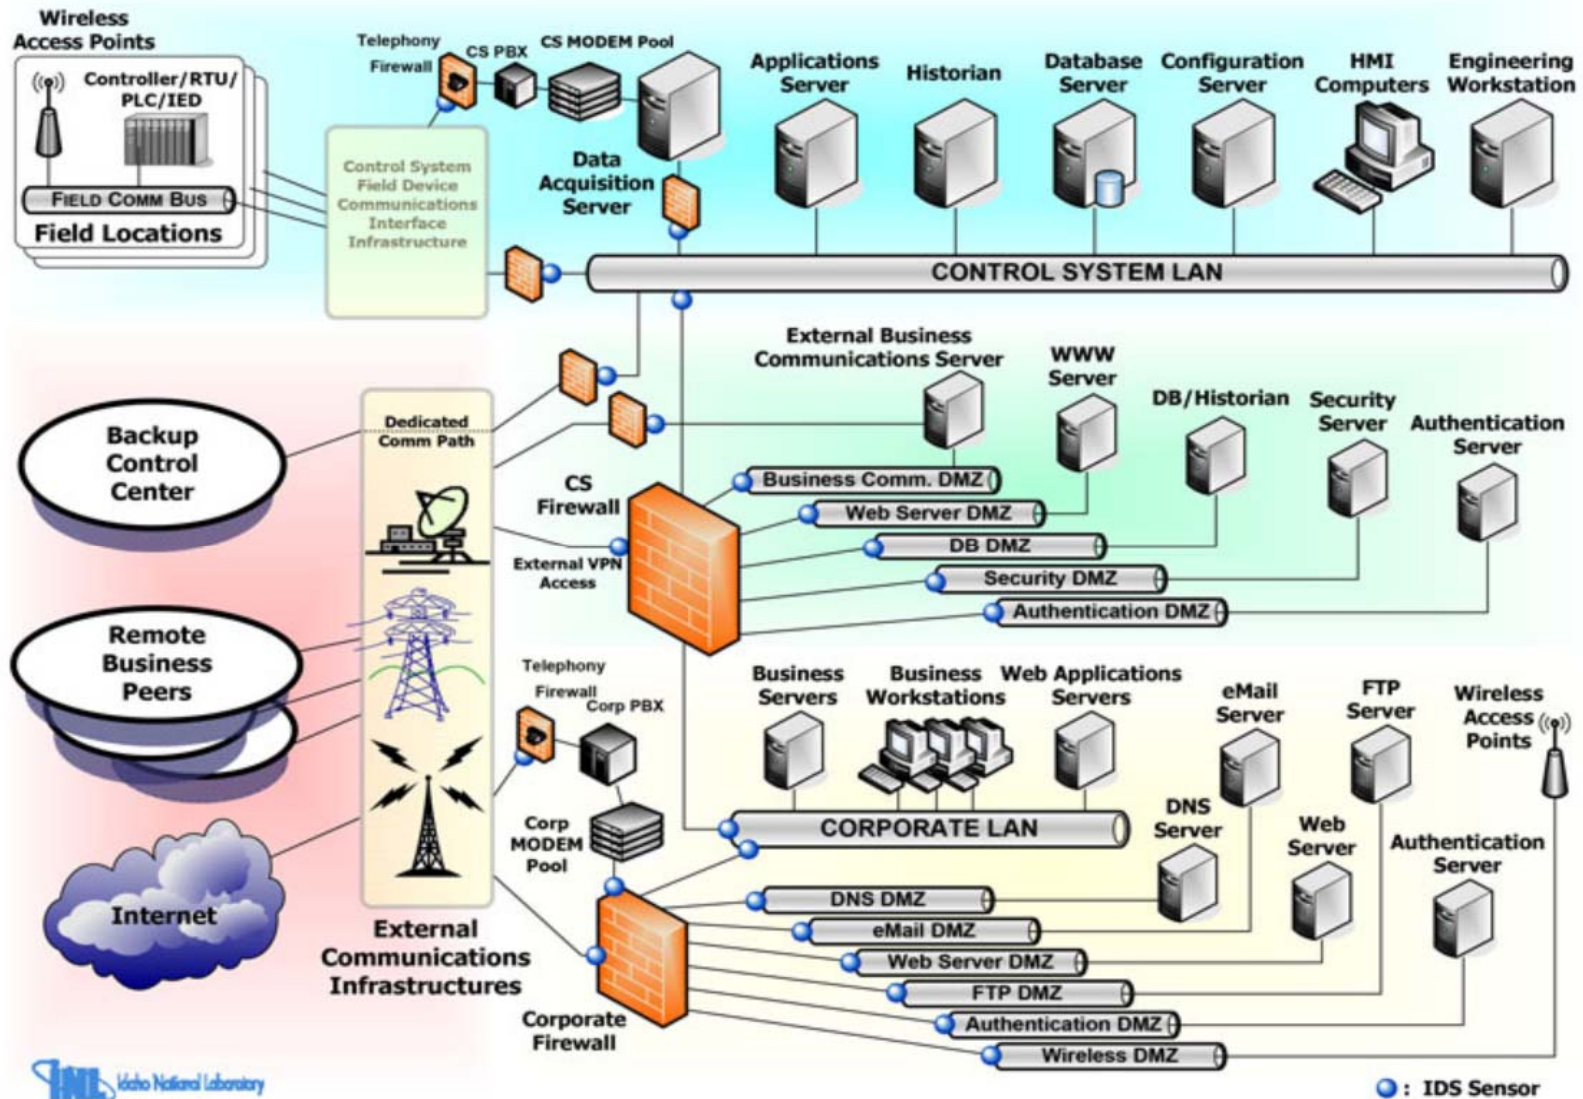 Wireless
Access Points
Controller/RTU/
PLC/IED
FIELD COMM BUS
Field Locations
Telephony
Firewall
CS PBX
CS MODEM Pool
Control System
Field Device
Communications
Interface
Infrastructure
Data
Acquisition
Server
Applications
Server
Historian
Database
Server
Configuration
Server
HMI
Computers
Engineering
Workstation
CONTROL SYSTEM LAN
External Business
Communications Server
WWW
Server
DB/Historian
Security
Server
Authentication
Server
Backup
Control
Center
Dedicated
Comm Path
CS
Firewall
External VPN
Access
Business Comm. DMZ
Web Server DMZ
DB DMZ
Security DMZ
Authentication DMZ
Remote
Business
Peers
Telephony
Firewall
Corp PBX
Business
Servers
Business
Workstations
Web Applications
Servers
eMail
Server
FTP
Server
Wireless
Access
Points
Corp
MODEM
Pool
CORPORATE LAN
DNS
Server
Web
Server
Authentication
Server
Internet
External
Communications
Infrastructures
Corporate
Firewall
DNS DMZ
eMail DMZ
Web Server DMZ
FTP DMZ
Authentication DMZ
Wireless DMZ
INL Idaho National Laboratory
: IDS Sensor